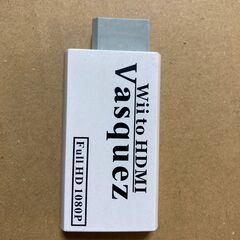 Wii to HDMI
Vasquez
Full HD 1080P